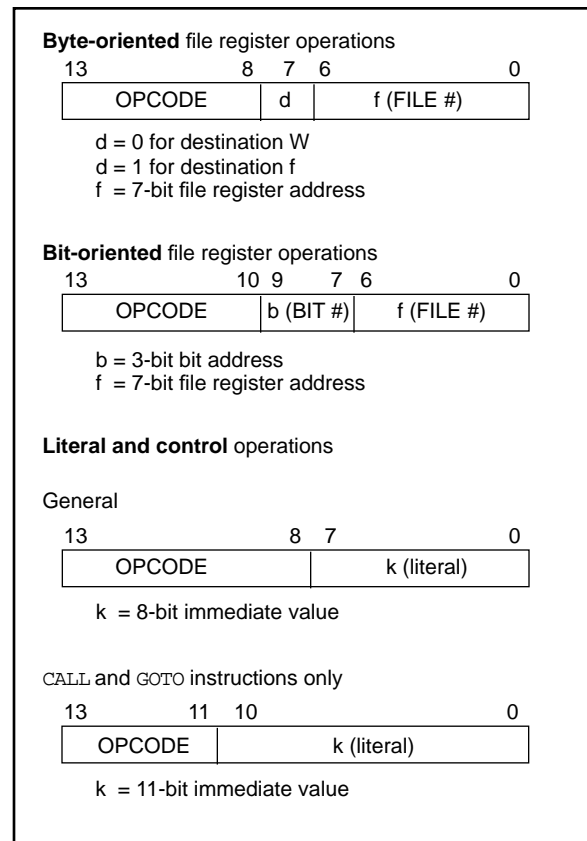 Byte-oriented file register operations
13 8 7 6 0
OPCODE d f (FILE #)
d = 0 for destination W
d = 1 for destination f
f = 7-bit file register address
Bit-oriented file register operations
13 10 9 7 6 0
OPCODE b (BIT #) f (FILE #)
b = 3-bit bit address
f = 7-bit file register address
Literal and control operations
General
13 8 7 0
OPCODE k (literal)
k = 8-bit immediate value
CALL and GOTO instructions only
13 11 10 0
OPCODE k (literal)
k = 11-bit immediate value